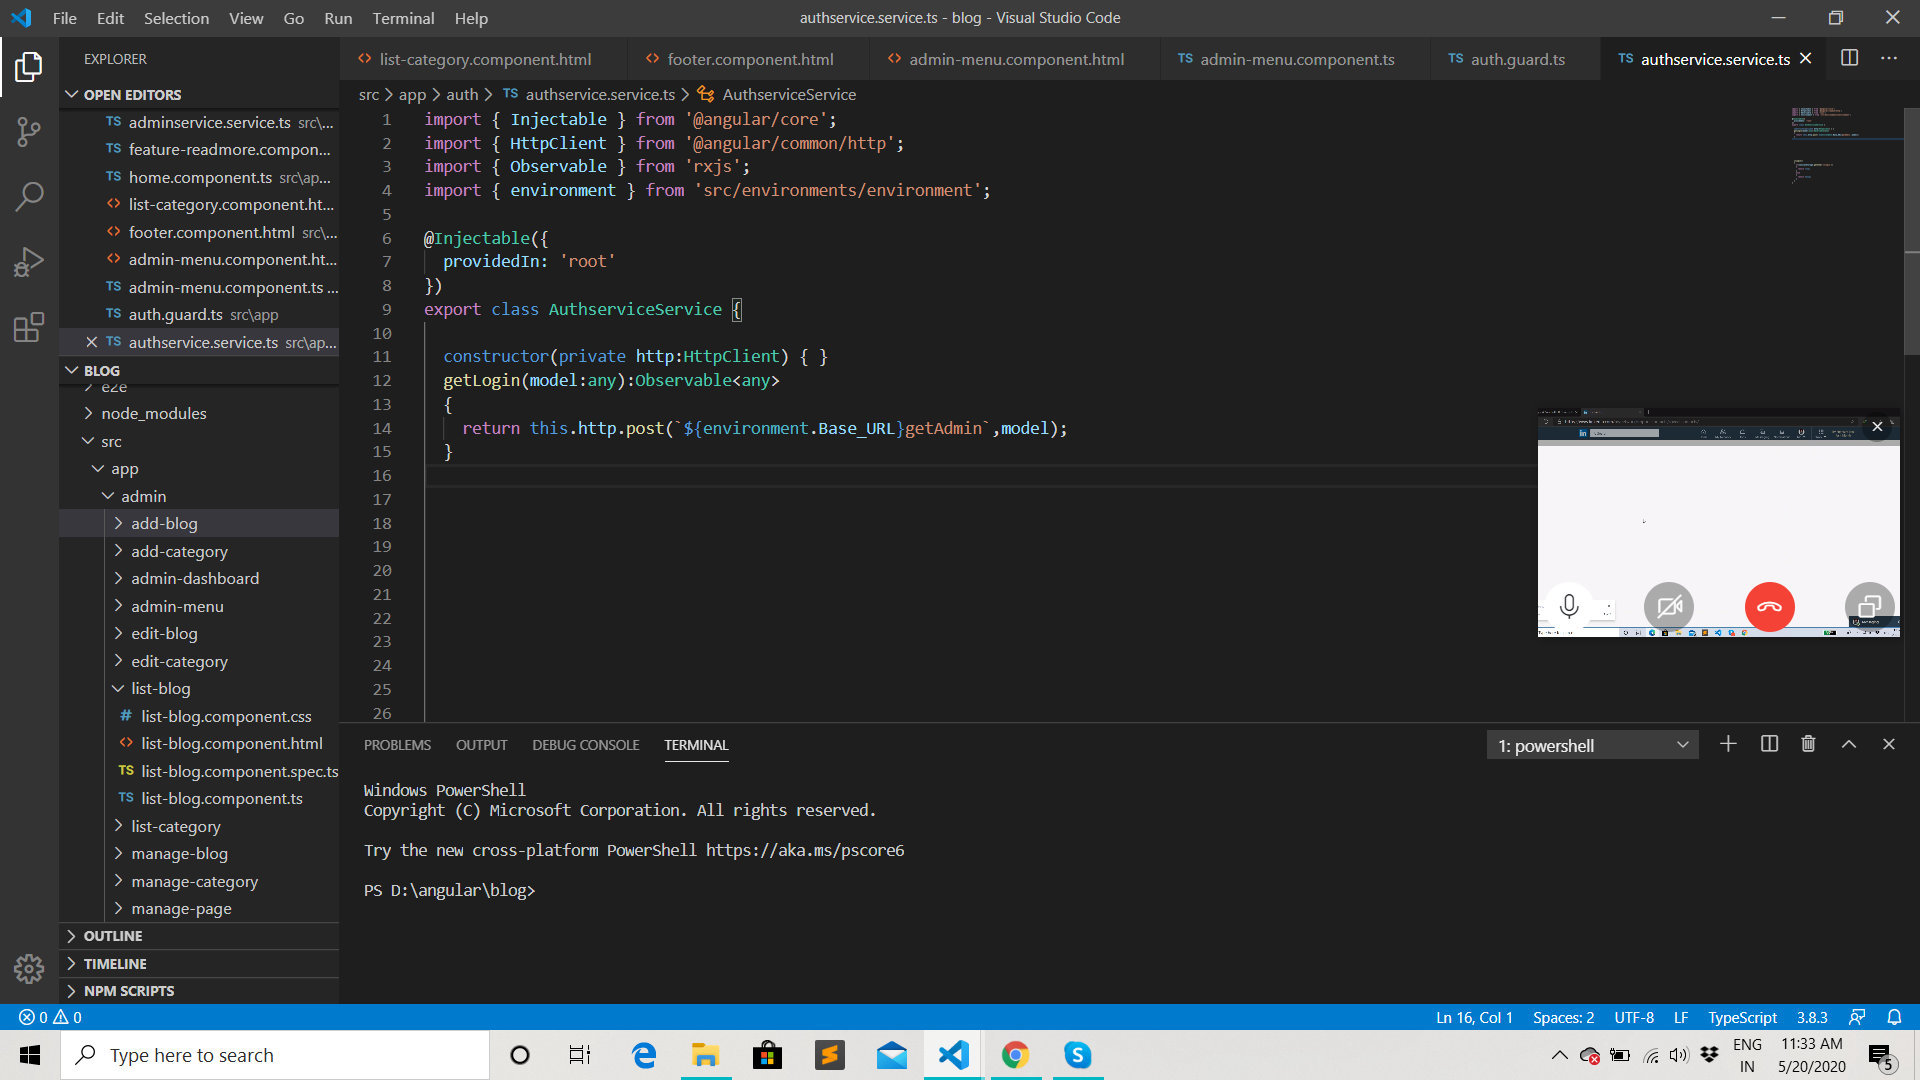 File Edit Selection View Go Run Terminal Help
authservice.service.ts - blog - Visual Studio Code
EXPLORER
OPEN EDITORS
TS adminservice.service.ts src\...
TS feature-readmore.compon...
TS home.component.ts src\ap...
<> list-category.component.ht...
<> footer.component.html src\...
<> admin-menu.component.ht...
TS admin-menu.component.ts ...
TS auth.guard.ts src\app
TS authservice.service.ts src\ap...
BLOG
e2e
node_modules
src
app
admin
add-blog
add-category
admin-dashboard
admin-menu
edit-blog
edit-category
list-blog
# list-blog.component.css
<> list-blog.component.html
TS list-blog.component.spec.ts
TS list-blog.component.ts
list-category
manage-blog
manage-category
manage-page
OUTLINE
TIMELINE
NPM SCRIPTS
<> list-category.component.html <> footer.component.html <> admin-menu.component.html TS admin-menu.component.ts TS auth.guard.ts TS authservice.service.ts
src > app > auth > TS authservice.service.ts > AuthserviceService
1 import { Injectable } from '@angular/core';
2 import { HttpClient } from '@angular/common/http';
3 import { Observable } from 'rxjs';
4 import { environment } from 'src/environments/environment';
5
6 @Injectable({
7 providedIn: 'root'
8 })
9 export class AuthserviceService {
10
11 constructor(private http:HttpClient) { }
12 getLogin(model:any):Observable<any>
13 {
14 return this.http.post(`${environment.Base_URL}getAdmin`,model);
15 }
16
17
18
19
20
21
22
23
24
25
26
PROBLEMS OUTPUT DEBUG CONSOLE TERMINAL
1: powershell
Windows PowerShell
Copyright (C) Microsoft Corporation. All rights reserved.
Try the new cross-platform PowerShell https://aka.ms/pscore6
PS D:\angular\blog>
0 0
Ln 16, Col 1 Spaces: 2 UTF-8 LF TypeScript 3.8.3
Type here to search
ENG
IN
11:33 AM
5/20/2020
5